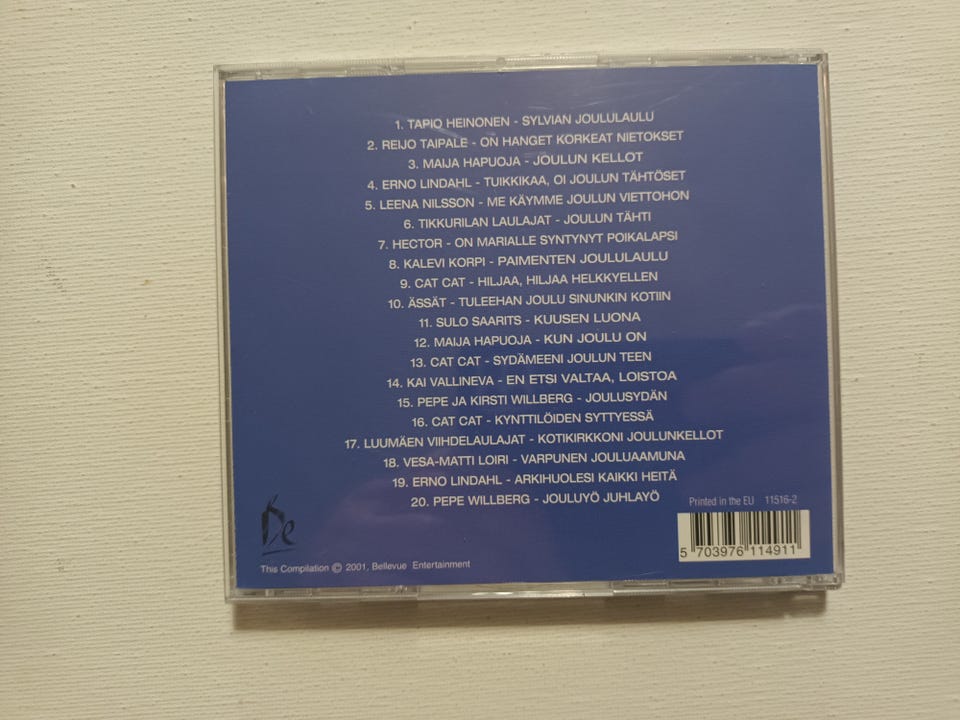 1. TAPIO HEINONEN - SYLVIAN JOULULAULU
2. REIJO TAIPALE - ON HANGET KORKEAT NIETOKSET
3. MAIJA HAPUOJA - JOULUN KELLOT
4. ERNO LINDAHL - TUIKKIKAA, OI JOULUN TÄHTÖSET
5. LEENA NILSSON - ME KÄYMME JOULUN VIETTOHON
6. TIKKURILAN LAULAJAT - JOULUN TÄHTI
7. HECTOR - ON MARIALLE SYNTYNYT POIKALAPSI
8. KALEVI KORPI - PAIMENTEN JOULULAULU
9. CAT CAT - HILJAA, HILJAA HELKKYELLEN
10. ÄSSÄT - TULEEHAN JOULU SINUNKIN KOTIIN
11. SULO SAARITS - KUUSEN LUONA
12. MAIJA HAPUOJA - KUN JOULU ON
13. CAT CAT - SYDÄMEENI JOULUN TEEN
14. KAI VALLINEVA - EN ETSI VALTAA, LOISTOA
15. PEPE JA KIRSTI WILLBERG - JOULUSYDÄN
16. CAT CAT - KYNTTILÖIDEN SYTTYESSÄ
17. LUUMÄEN VIIHDELAULAJAT - KOTIKIRKKONI JOULUNKELLOT
18. VESA-MATTI LOIRI - VARPUNEN JOULUAAMUNA
19. ERNO LINDAHL - ARKIHUOLESI KAIKKI HEITÄ
20. PEPE WILLBERG - JOULUYÖ JUHLAYÖ
Printed in the EU 11516-2
5 703976 114911
Be
This Compilation © 2001, Bellevue Entertainment